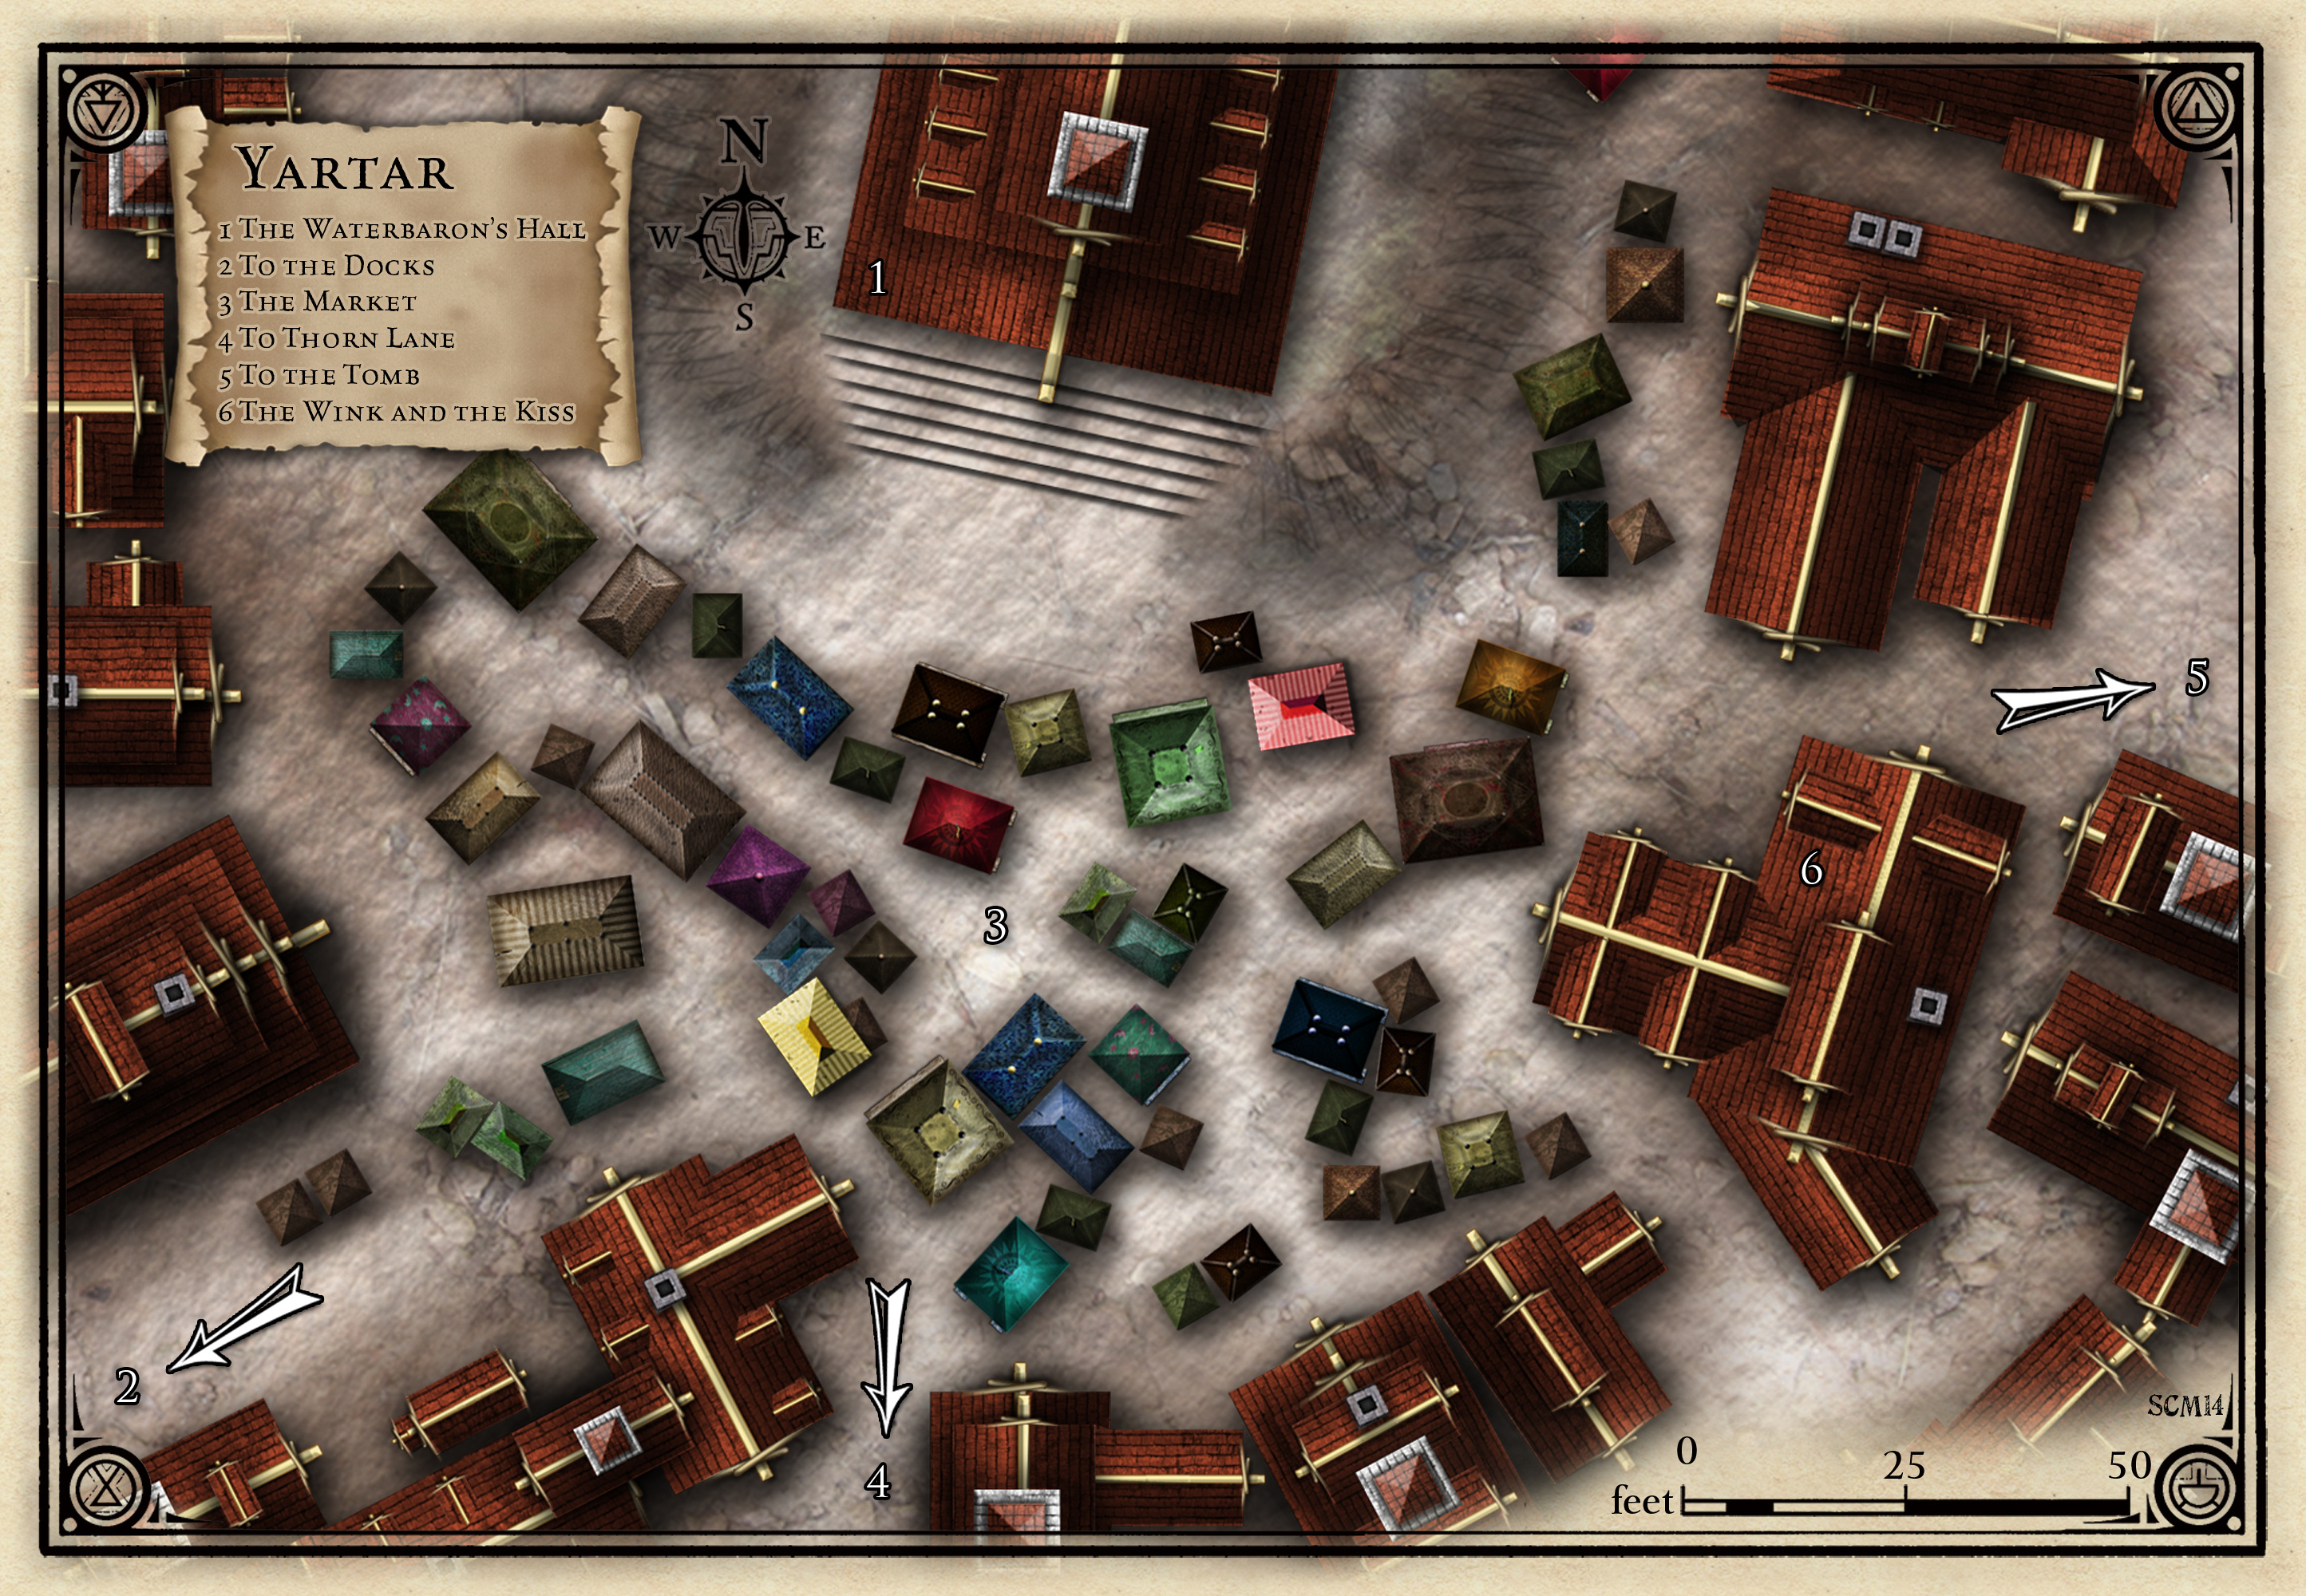 Yartar
1 The Waterbaron's Hall
2 To the Docks
3 The Market
4 To Thorn Lane
5 To the Tomb
6 The Wink and the Kiss
N
W E
S
1
5
6
3
2
4
SCM14
0 25 50
feet